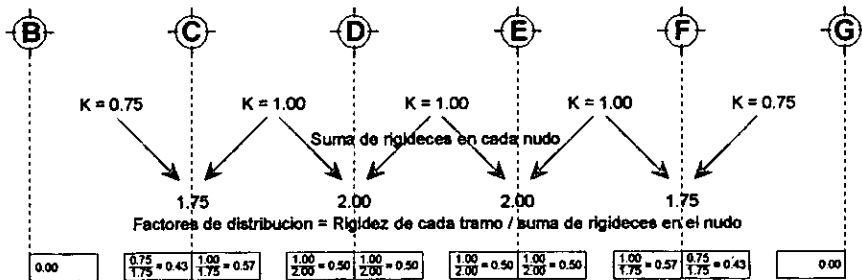 B C D E F G
K = 0.75 K = 1.00 K = 1.00 K = 1.00 K = 0.75
Suma de rigideces en cada nudo
1.75 2.00 2.00 1.75
Factores de distribucion = Rigidez de cada tramo / suma de rigideces en el nudo
0.00 0.75/1.75 = 0.43 1.00/1.75 = 0.57 1.00/2.00 = 0.50 1.00/2.00 = 0.50 1.00/2.00 = 0.50 1.00/2.00 = 0.50 1.00/1.75 = 0.57 0.75/1.75 = 0.43 0.00